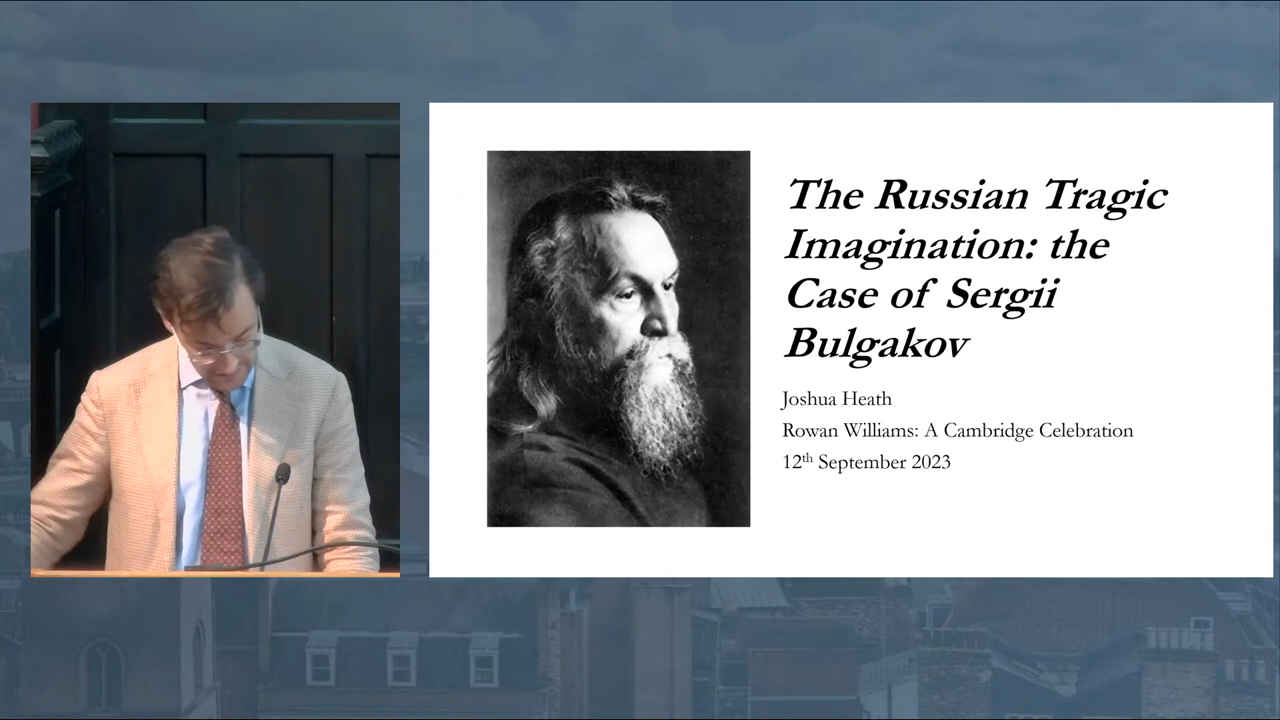 The Russian Tragic
Imagination: the
Case of Sergii
Bulgakov
Joshua Heath
Rowan Williams: A Cambridge Celebration
12th September 2023